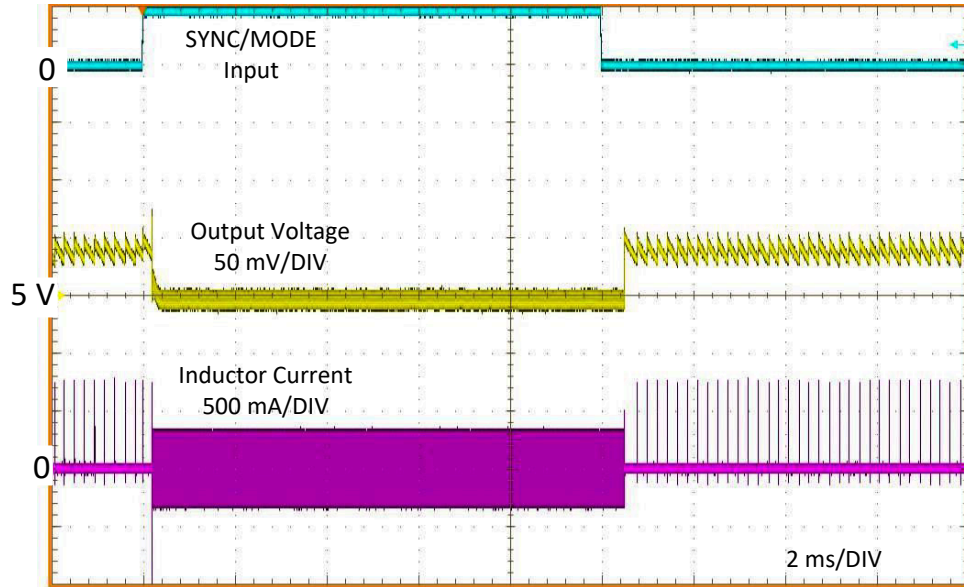 SYNC/MODE
Input
0
Output Voltage
50 mV/DIV
5 V
Inductor Current
500 mA/DIV
0
2 ms/DIV